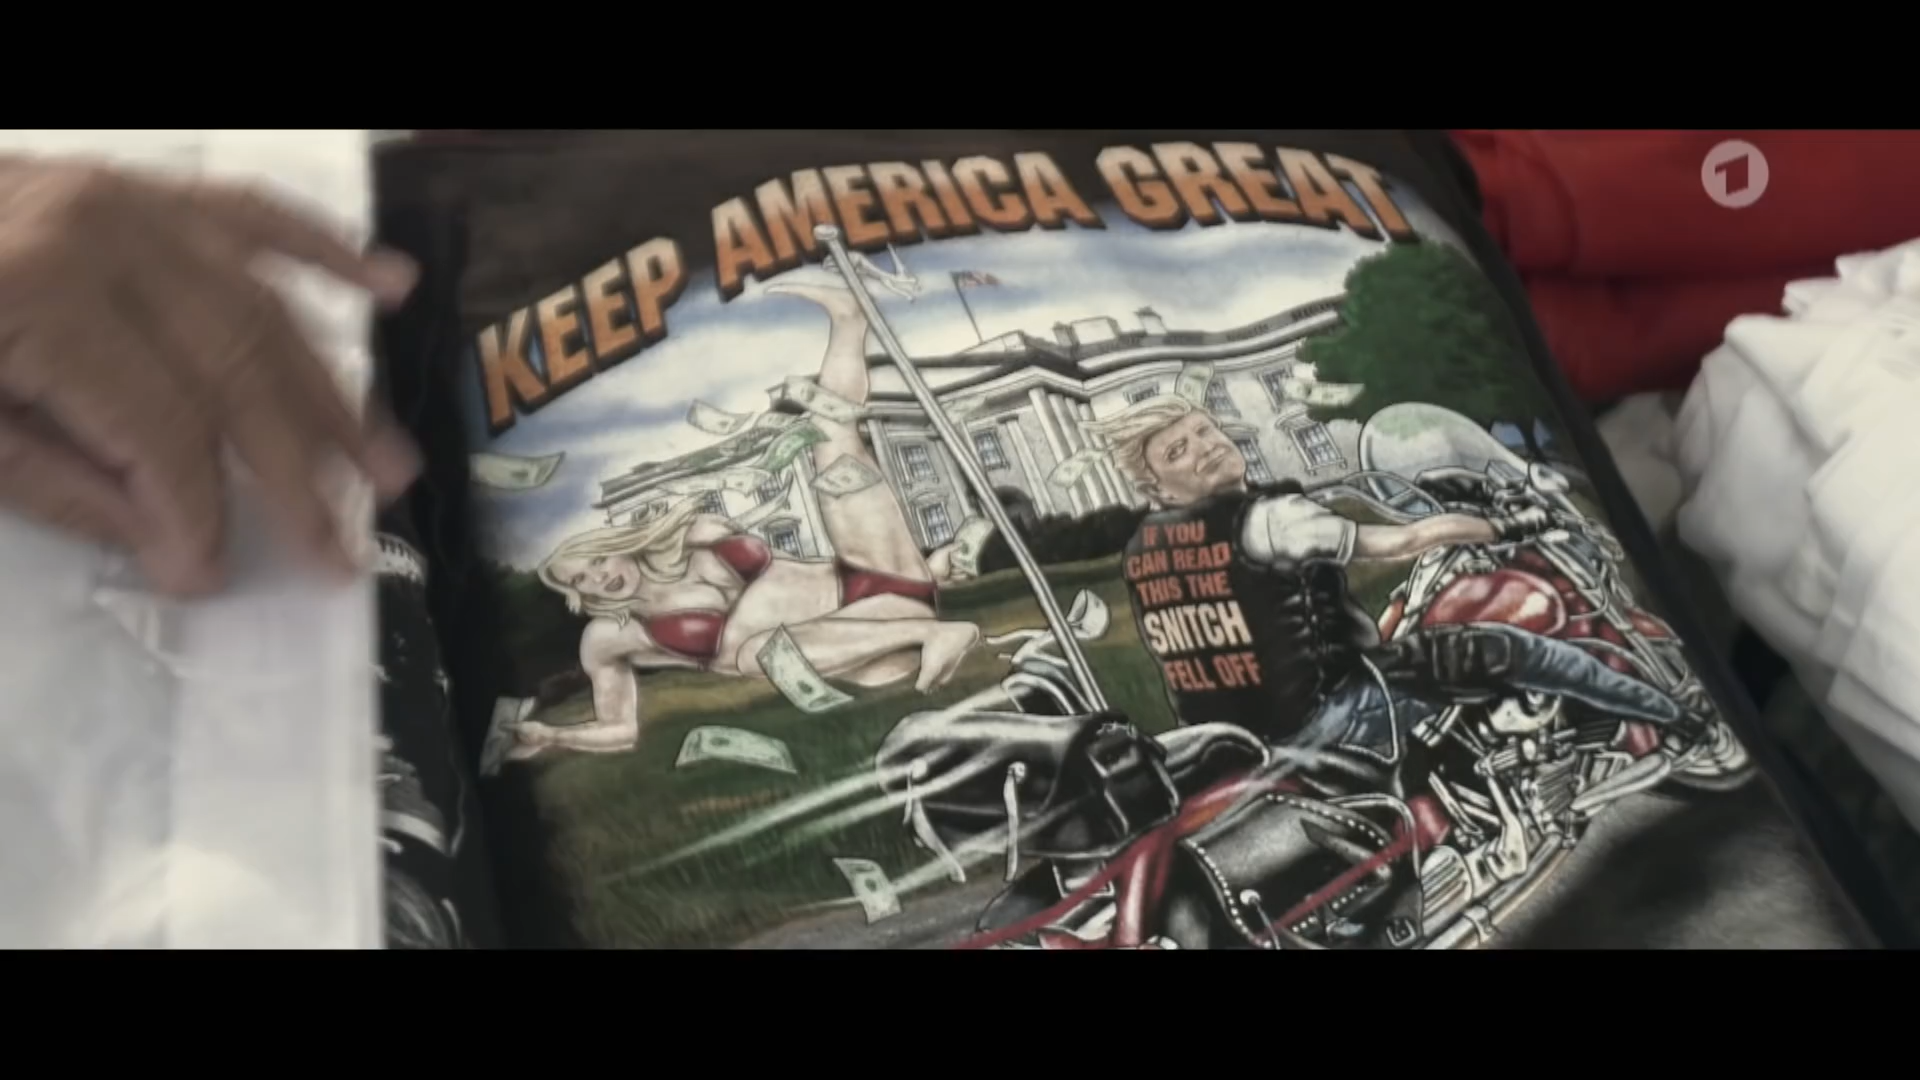 KEEP AMERICA GREAT
IF YOU
CAN READ
THIS THE
SNITCH
FELL OFF